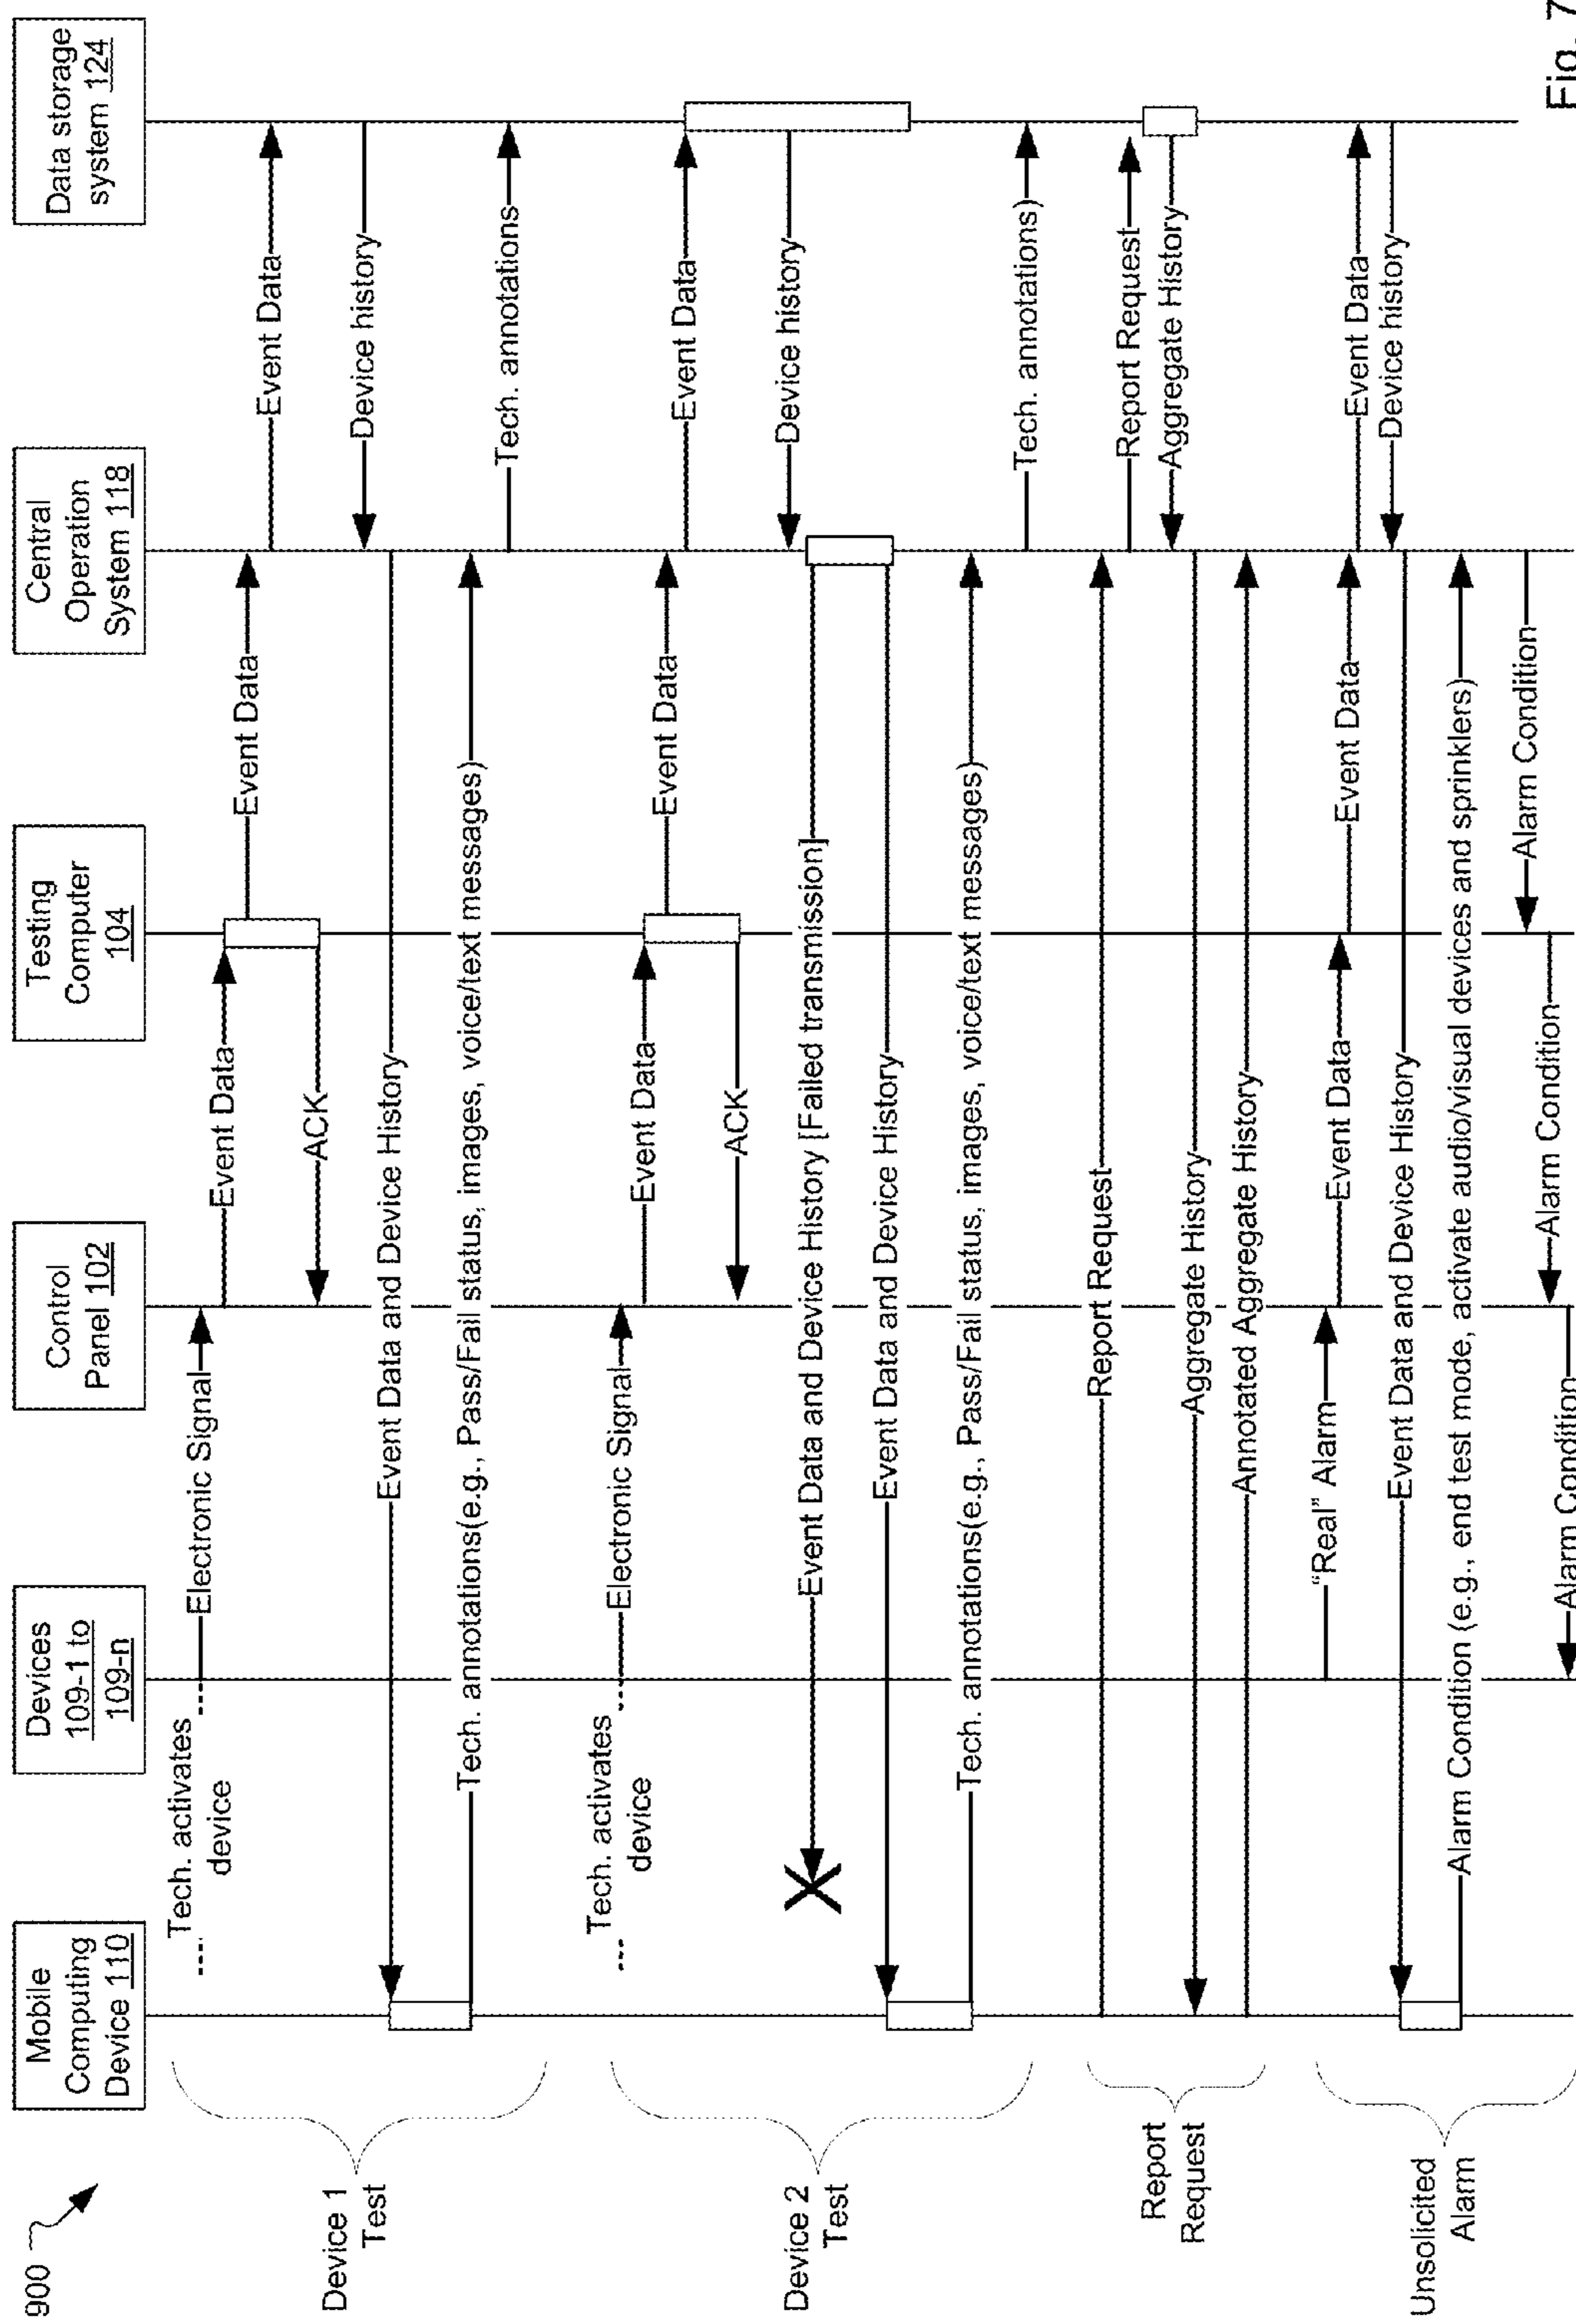 900
Mobile
Computing
Device 110
Devices
109-1 to
109-n
Control
Panel 102
Testing
Computer
104
Central
Operation
System 118
Data storage
system 124
Device 1
Test
Tech. activates
device
Electronic Signal
Event Data
Event Data
Event Data
ACK
Device history
Event Data and Device History
Tech. annotations(e.g., Pass/Fail status, images, voice/text messages)
Tech. annotations
Device 2
Test
Tech. activates
device
Electronic Signal
Event Data
Event Data
Event Data
ACK
Device history
Event Data and Device History [Failed transmission]
Event Data and Device History
Tech. annotations(e.g., Pass/Fail status, images, voice/text messages)
Tech. annotations)
Report
Request
Report Request
Report Request
Aggregate History
Aggregate History
Annotated Aggregate History
Unsolicited
Alarm
“Real” Alarm
Event Data
Event Data
Event Data
Device history
Event Data and Device History
Alarm Condition (e.g., end test mode, activate audio/visual devices and sprinklers)
Alarm Condition
Alarm Condition
Alarm Condition
Fig. 7